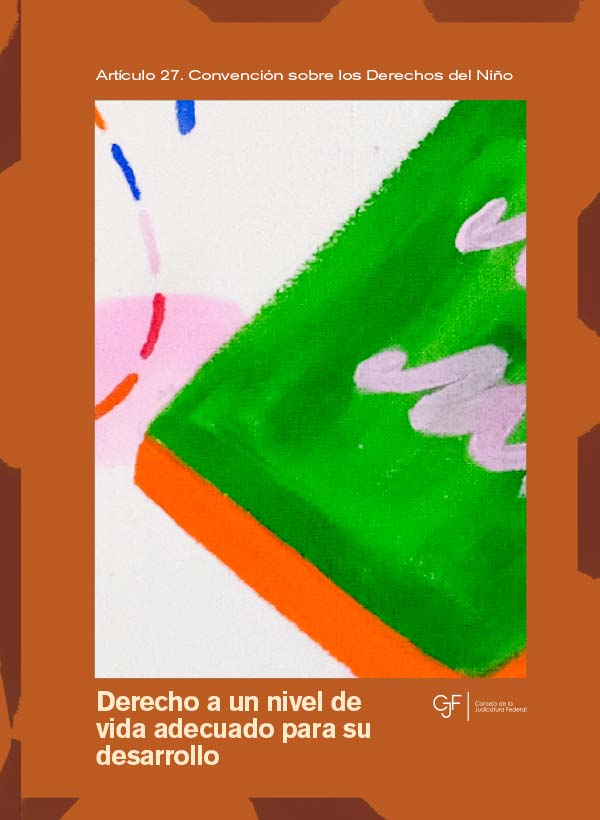 Artículo 27. Convención sobre los Derechos del Niño
Derecho a un nivel de
vida adecuado para su
desarrollo
CJF
Consejo de la
Judicatura Federal